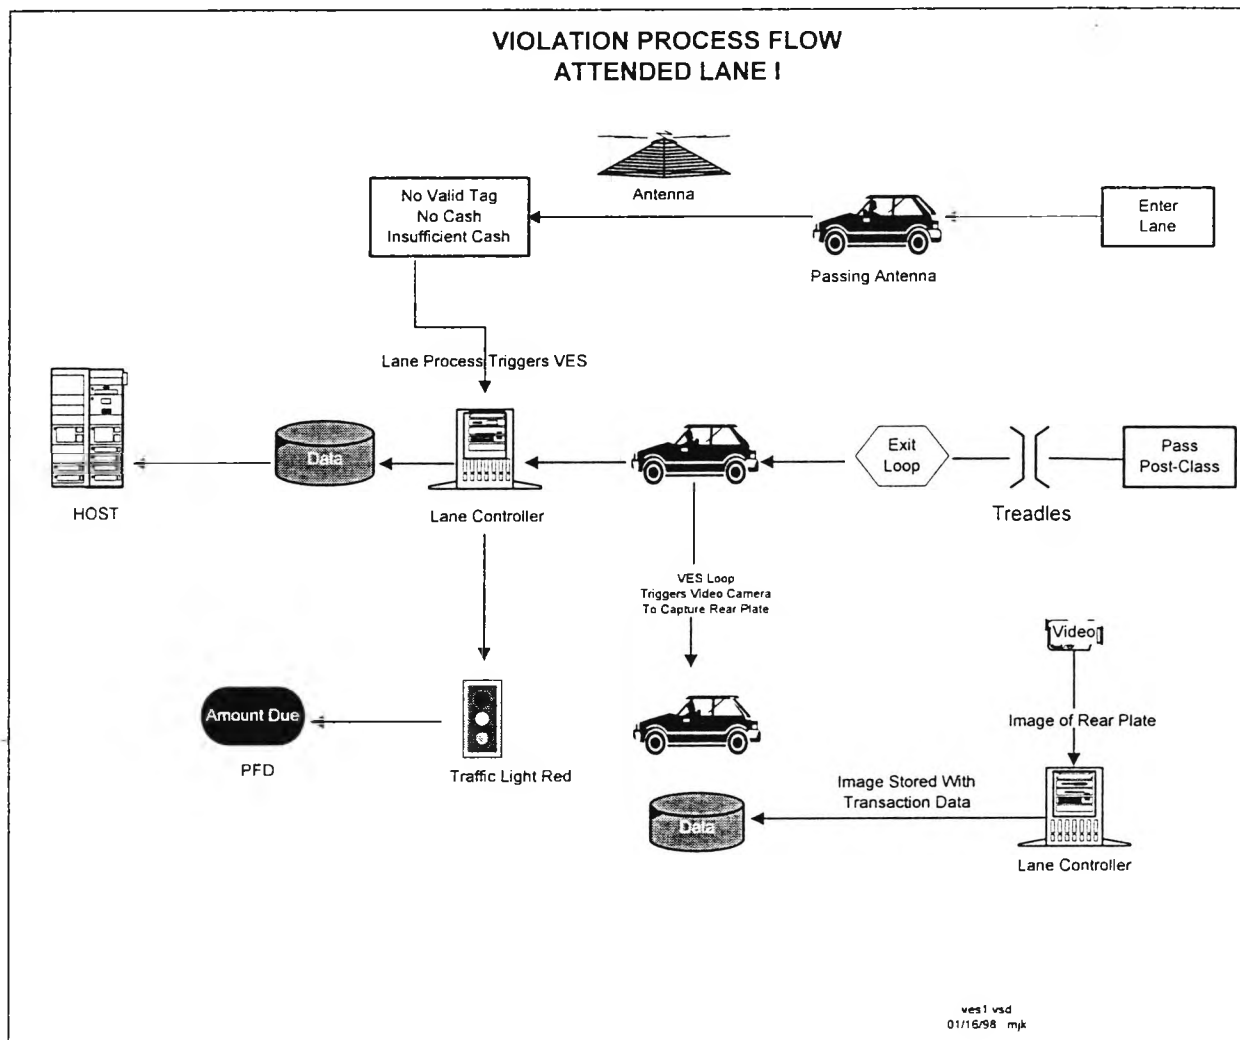 VIOLATION PROCESS FLOW
ATTENDED LANE I
Antenna
No Valid Tag
No Cash
Insufficient Cash
Enter
Lane
Passing Antenna
Lane Process Triggers VES
Data
Exit
Loop
Pass
Post-Class
HOST
Lane Controller
Treadles
VES Loop
Triggers Video Camera
To Capture Rear Plate
Video
Amount Due
Image of Rear Plate
PFD
Traffic Light Red
Image Stored With
Transaction Data
Data
Lane Controller
ves1 vsd
01/16/98 mjk